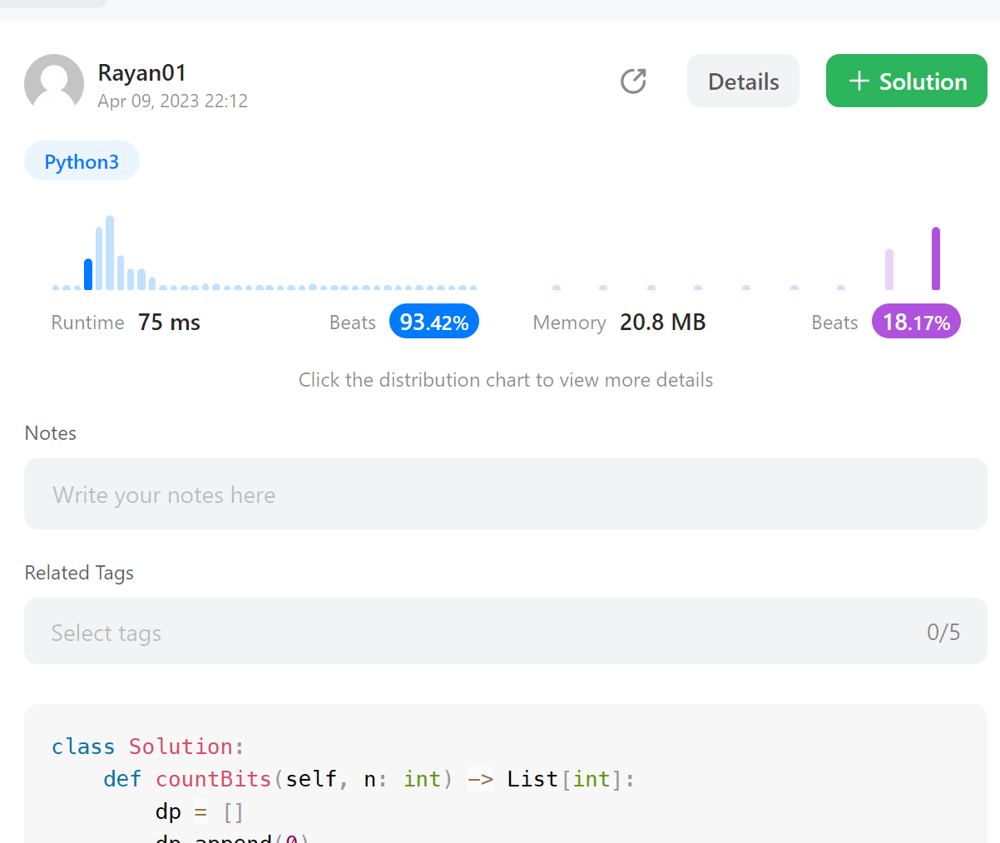 Rayan01
Apr 09, 2023 22:12
Details
+ Solution
Python3
Runtime 75 ms Beats 93.42% Memory 20.8 MB Beats 18.17%
Click the distribution chart to view more details
Notes
Write your notes here
Related Tags
Select tags 0/5
class Solution:
    def countBits(self, n: int) -> List[int]:
        dp = []
        dp.append(0)